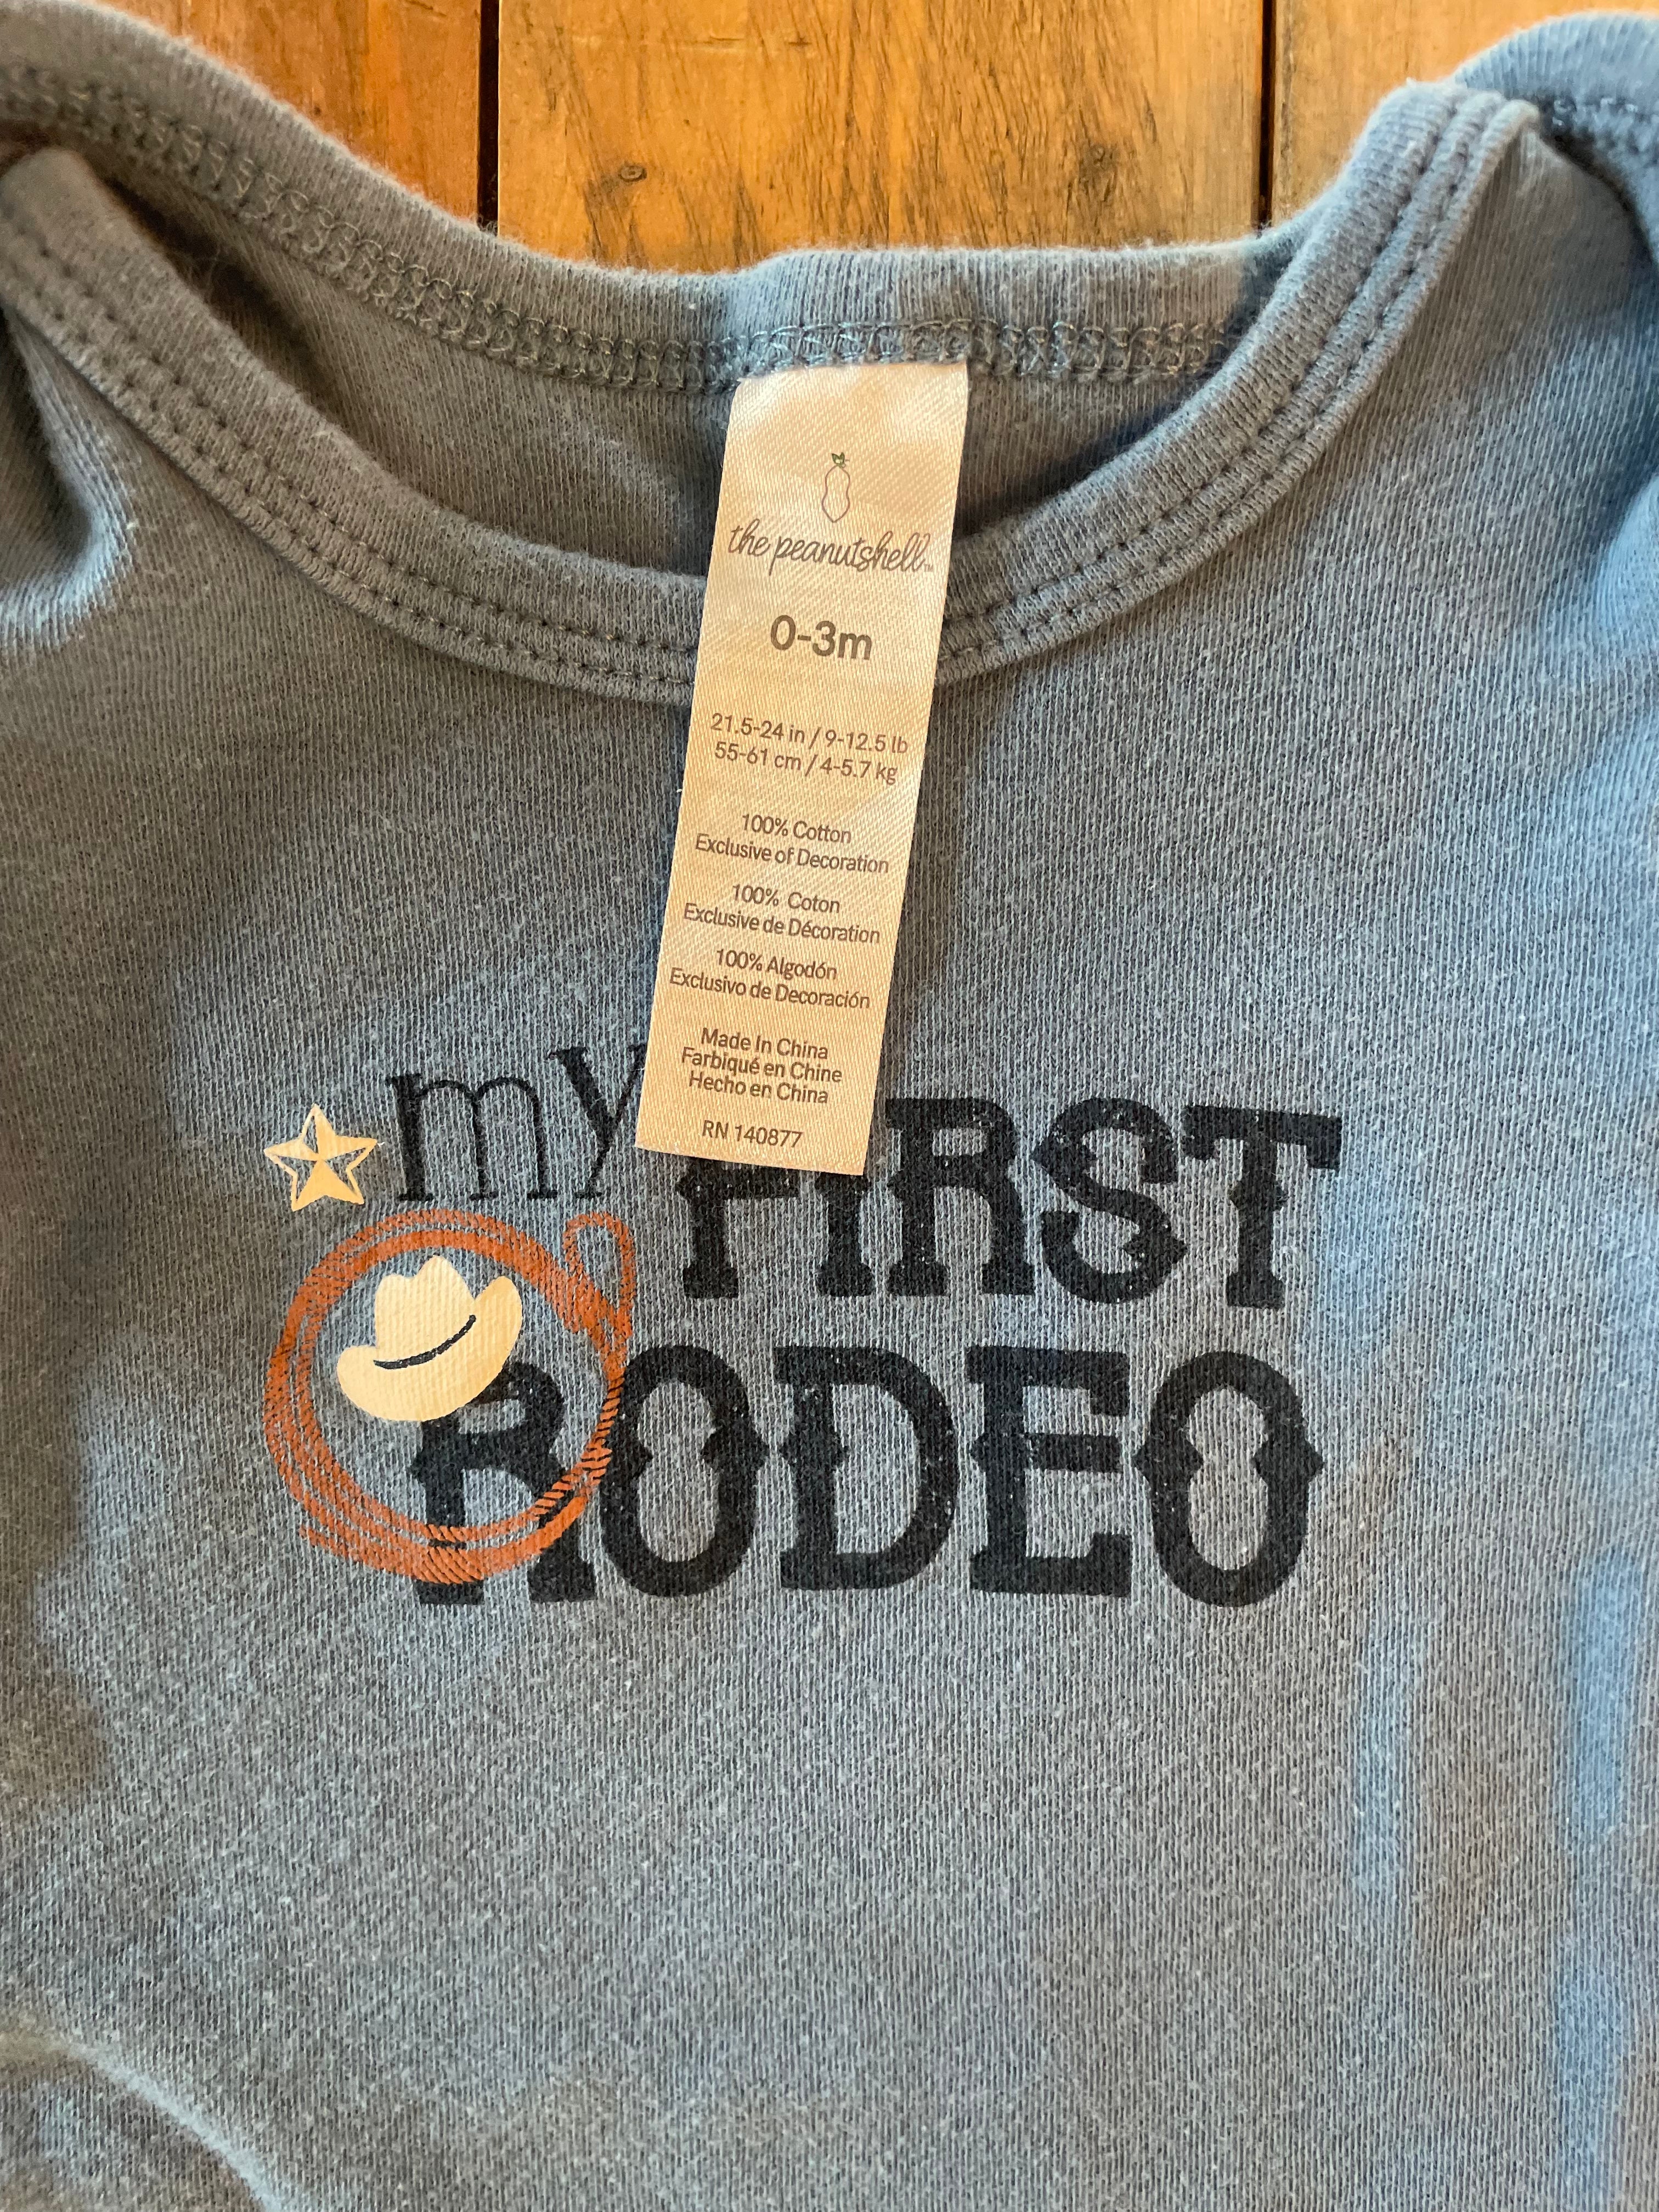 the peanutshell™
0-3m
21.5-24 in / 9-12.5 lb
55-61 cm / 4-5.7 kg
100% Cotton
Exclusive of Decoration
100% Coton
Exclusive de Décoration
100% Algodón
Exclusivo de Decoración
Made In China
Farbiqué en Chine
Hecho en China
RN 140877
my FIRST
RODEO